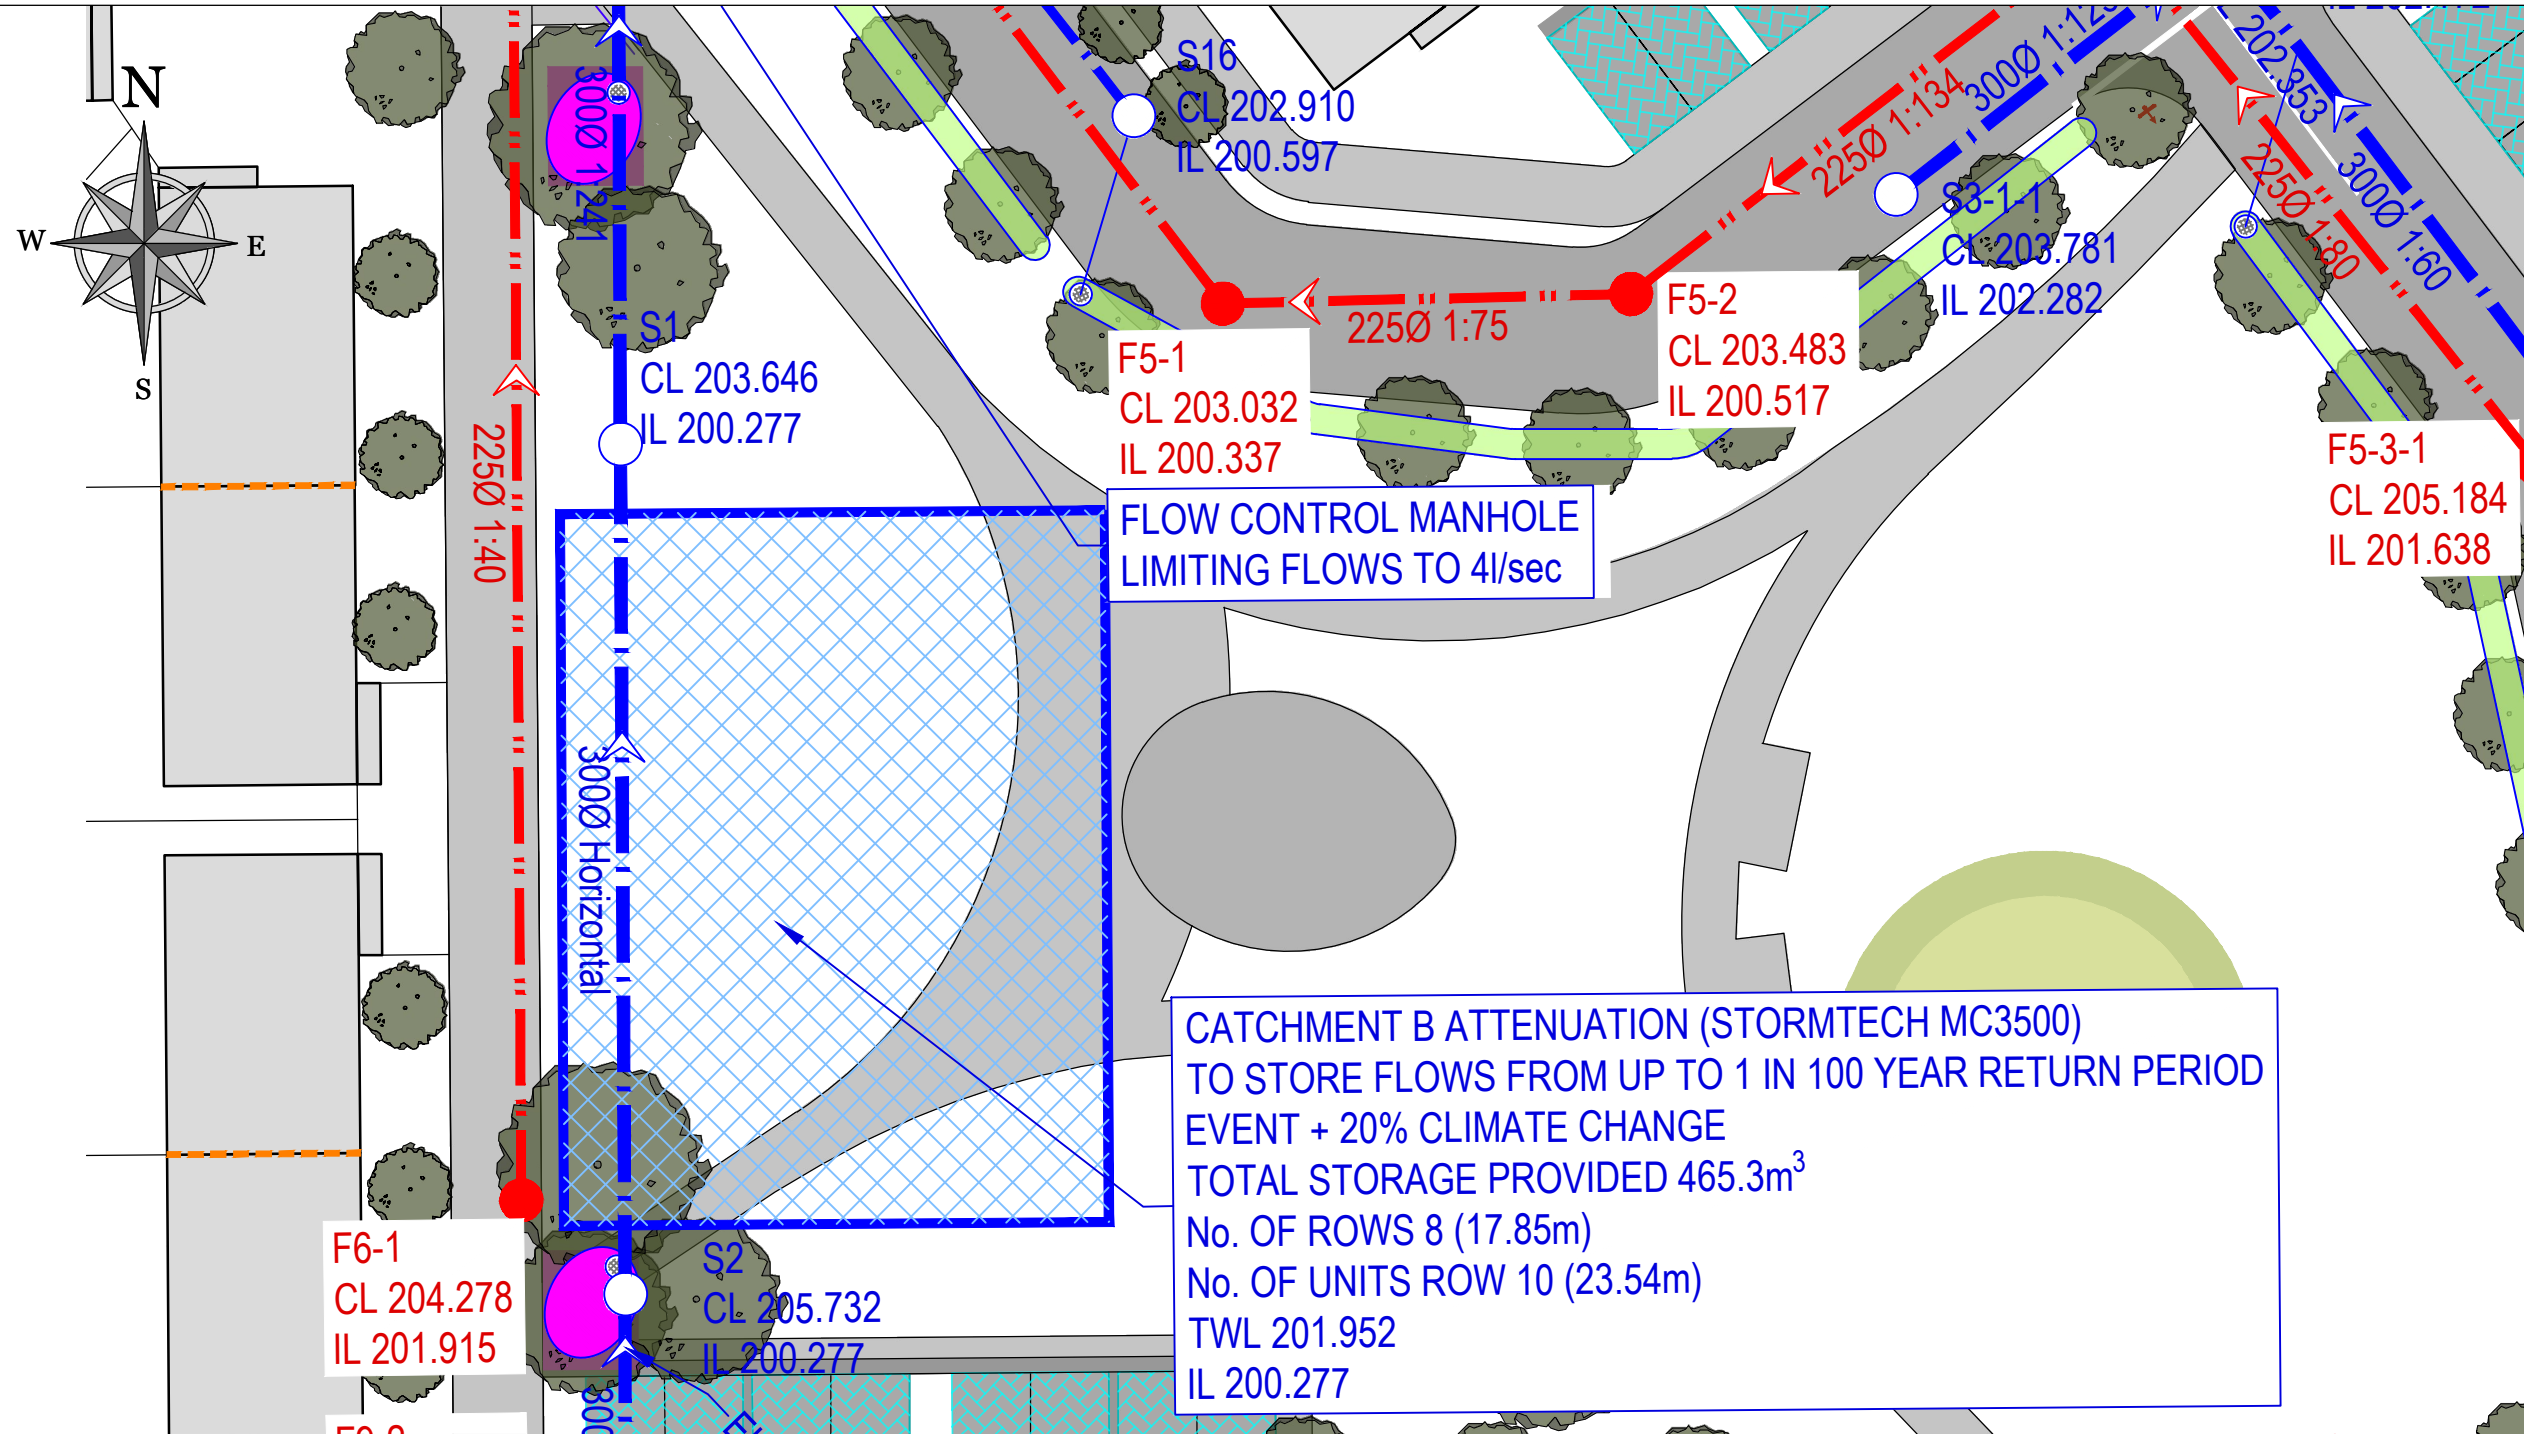 N
W
E
S
300Ø 1:241
S16
CL 202.910
IL 200.597
225Ø 1:134
300Ø 1:123
202.353
225Ø 1:80
300Ø 1:60
S3-1-1
CL 203.781
IL 202.282
S1
CL 203.646
IL 200.277
225Ø 1:75
F5-1
CL 203.032
IL 200.337
F5-2
CL 203.483
IL 200.517
225Ø 1:40
F5-3-1
CL 205.184
IL 201.638
FLOW CONTROL MANHOLE
LIMITING FLOWS TO 4l/sec
300Ø Horizontal
CATCHMENT B ATTENUATION (STORMTECH MC3500)
TO STORE FLOWS FROM UP TO 1 IN 100 YEAR RETURN PERIOD
EVENT + 20% CLIMATE CHANGE
TOTAL STORAGE PROVIDED 465.3m³
No. OF ROWS 8 (17.85m)
No. OF UNITS ROW 10 (23.54m)
TWL 201.952
IL 200.277
F6-1
CL 204.278
IL 201.915
S2
CL 205.732
IL 200.277
300